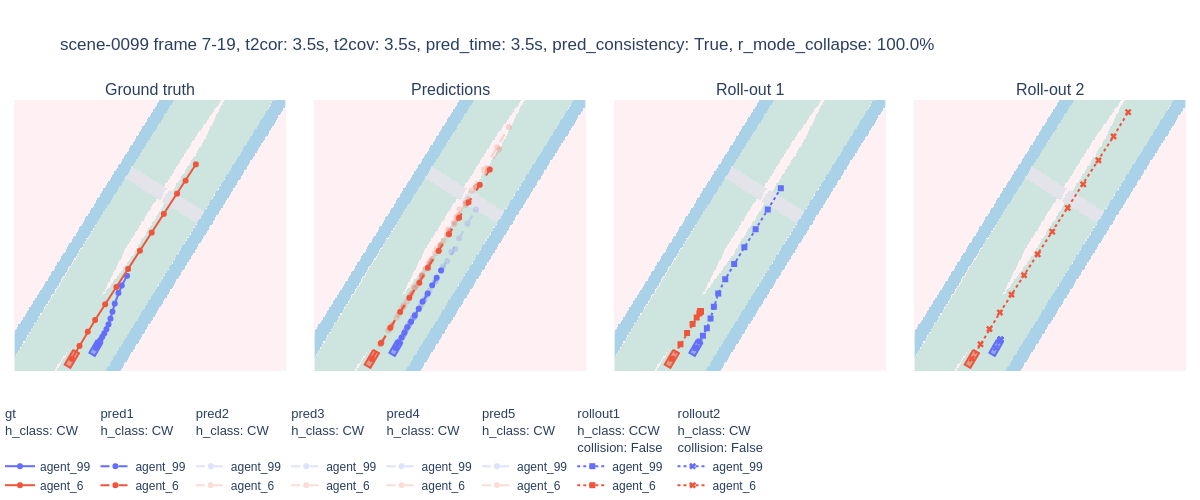 scene-0099 frame 7-19, t2cor: 3.5s, t2cov: 3.5s, pred_time: 3.5s, pred_consistency: True, r_mode_collapse: 100.0%
Ground truth
Predictions
Roll-out 1
Roll-out 2
gt
h_class: CW
agent_99
agent_6
pred1
h_class: CW
agent_99
agent_6
pred2
h_class: CW
agent_99
agent_6
pred3
h_class: CW
agent_99
agent_6
pred4
h_class: CW
agent_99
agent_6
pred5
h_class: CW
agent_99
agent_6
rollout1
h_class: CCW
collision: False
agent_99
agent_6
rollout2
h_class: CW
collision: False
agent_99
agent_6